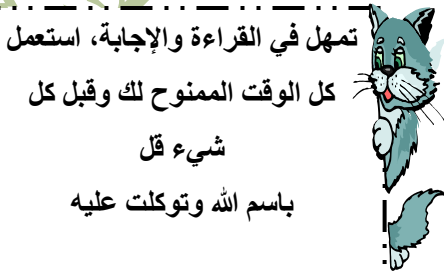 تمهل في القراءة والإجابة، استعمل
كل الوقت الممنوح لك وقبل كل
شيء قل
باسم الله وتوكلت عليه